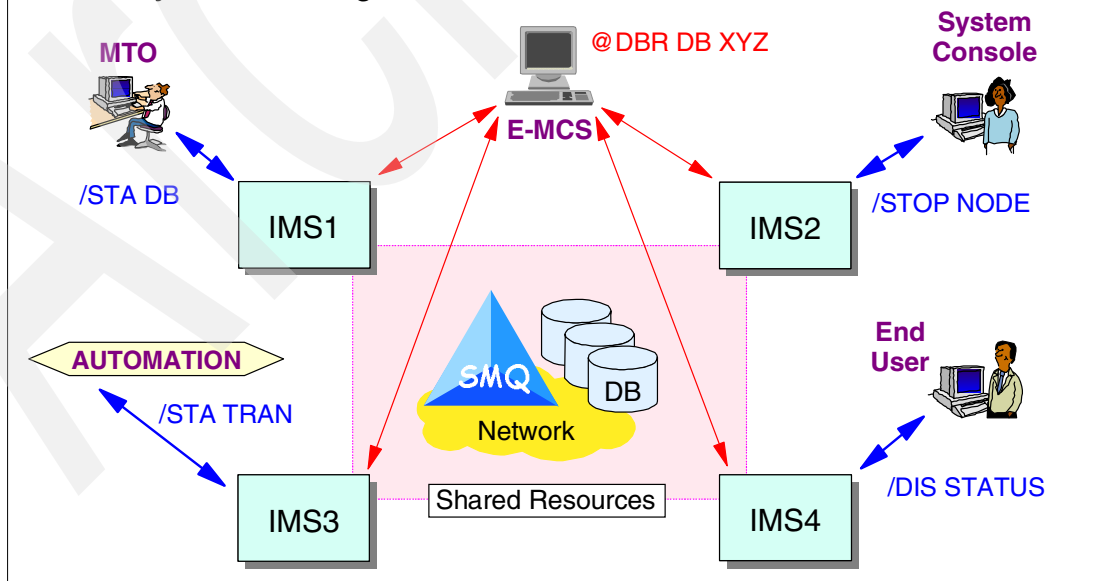 @DBR DB XYZ
System
Console
MTO
E-MCS
/STA DB
IMS1
IMS2
/STOP NODE
AUTOMATION
/STA TRAN
SMQ
DB
Network
End
User
Shared Resources
IMS3
IMS4
/DIS STATUS